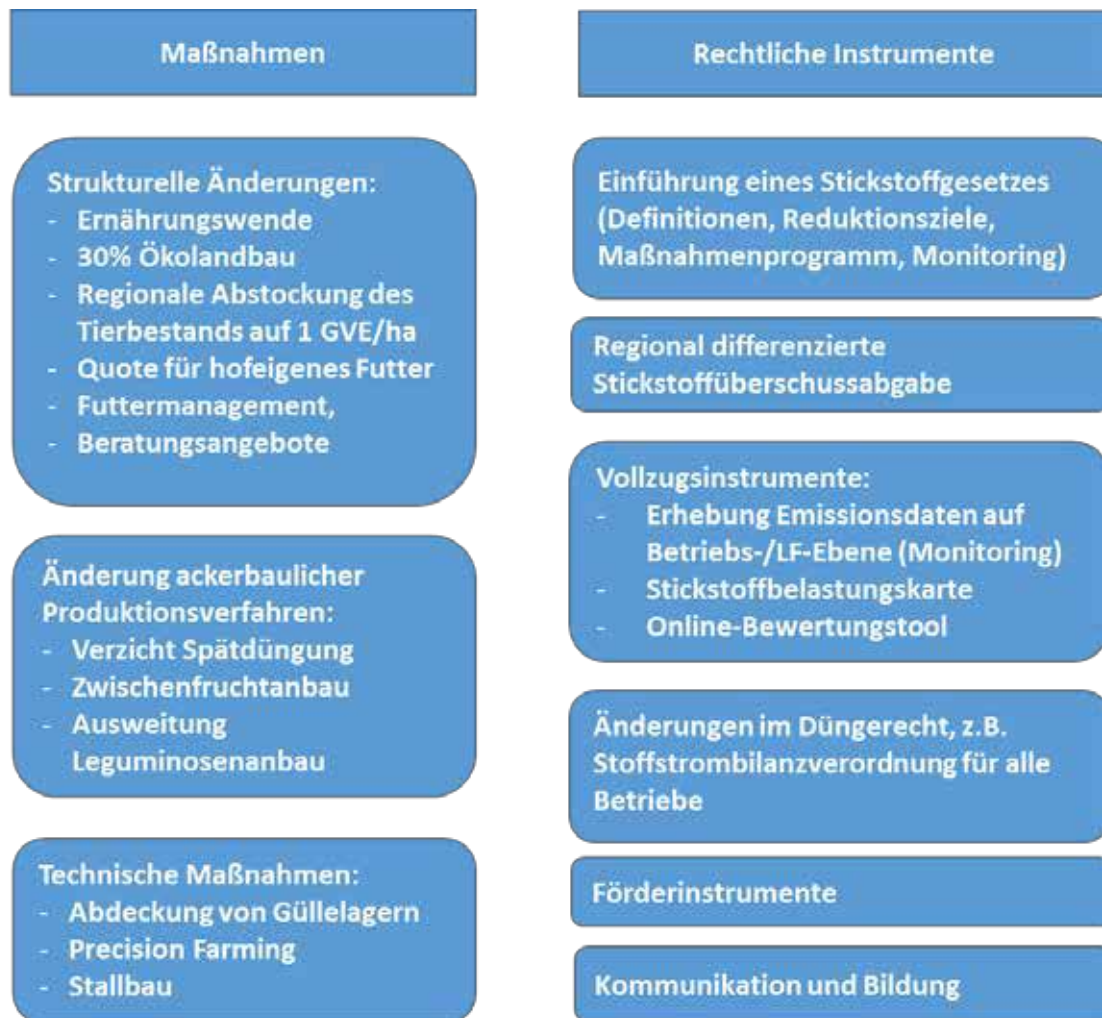 Maßnahmen
Strukturelle Änderungen:
- Ernährungswende
- 30% Ökolandbau
- Regionale Abstockung des
Tierbestands auf 1 GVE/ha
- Quote für hofeigenes Futter
- Futtermanagement,
- Beratungsangebote
Änderung ackerbaulicher
Produktionsverfahren:
- Verzicht Spätdüngung
- Zwischenfruchtanbau
- Ausweitung
Leguminosenanbau
Technische Maßnahmen:
- Abdeckung von Güllelagern
- Precision Farming
- Stallbau
Rechtliche Instrumente
Einführung eines Stickstoffgesetzes
(Definitionen, Reduktionsziele,
Maßnahmenprogramm, Monitoring)
Regional differenzierte
Stickstoffüberschussabgabe
Vollzugsinstrumente:
- Erhebung Emissionsdaten auf
Betriebs-/LF-Ebene (Monitoring)
- Stickstoffbelastungskarte
- Online-Bewertungstool
Änderungen im Düngerecht, z.B.
Stoffstrombilanzverordnung für alle
Betriebe
Förderinstrumente
Kommunikation und Bildung